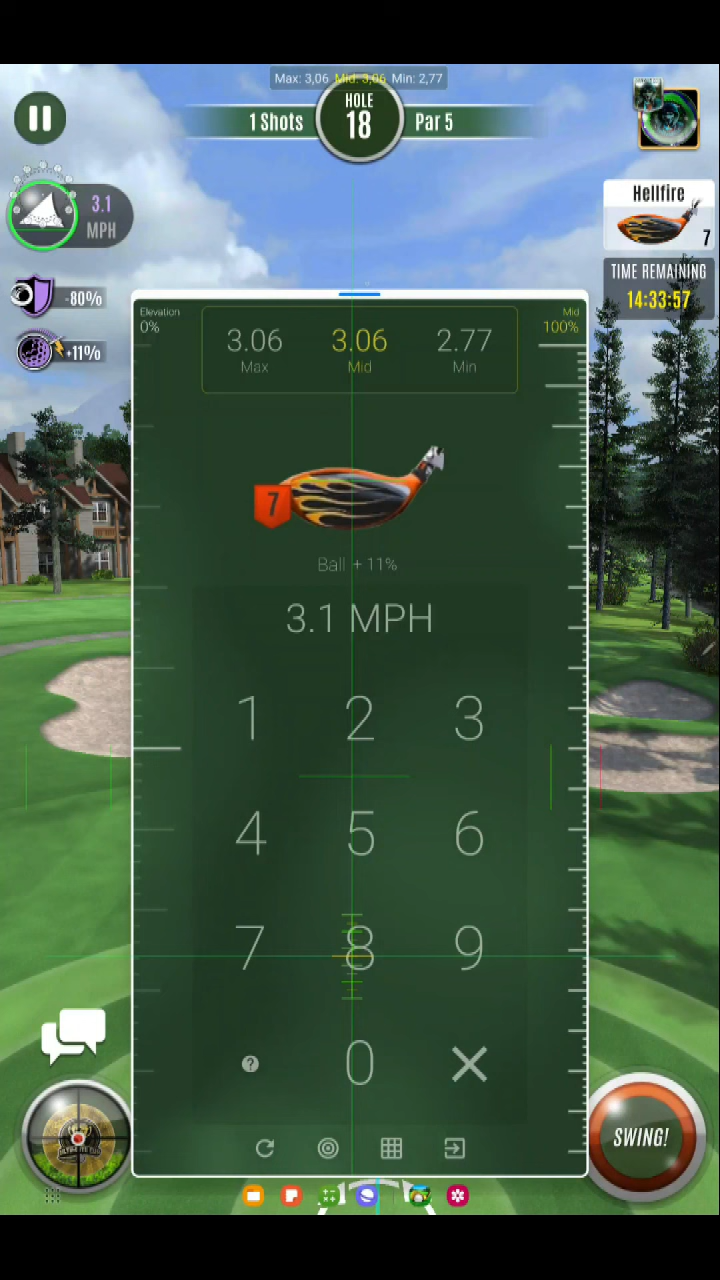 Max: 3,06 Mid: 3,06 Min: 2,77
1 Shots
HOLE
18
Par 5
3.1
MPH
Hellfire
7
-80%
TIME REMAINING
14:33:57
+11%
Elevation
0%
Mid
100%
3.06 3.06 2.77
Max Mid Min
7
Ball + 11%
3.1 MPH
1 2 3
4 5 6
7 8 9
? 0 ×
SWING!